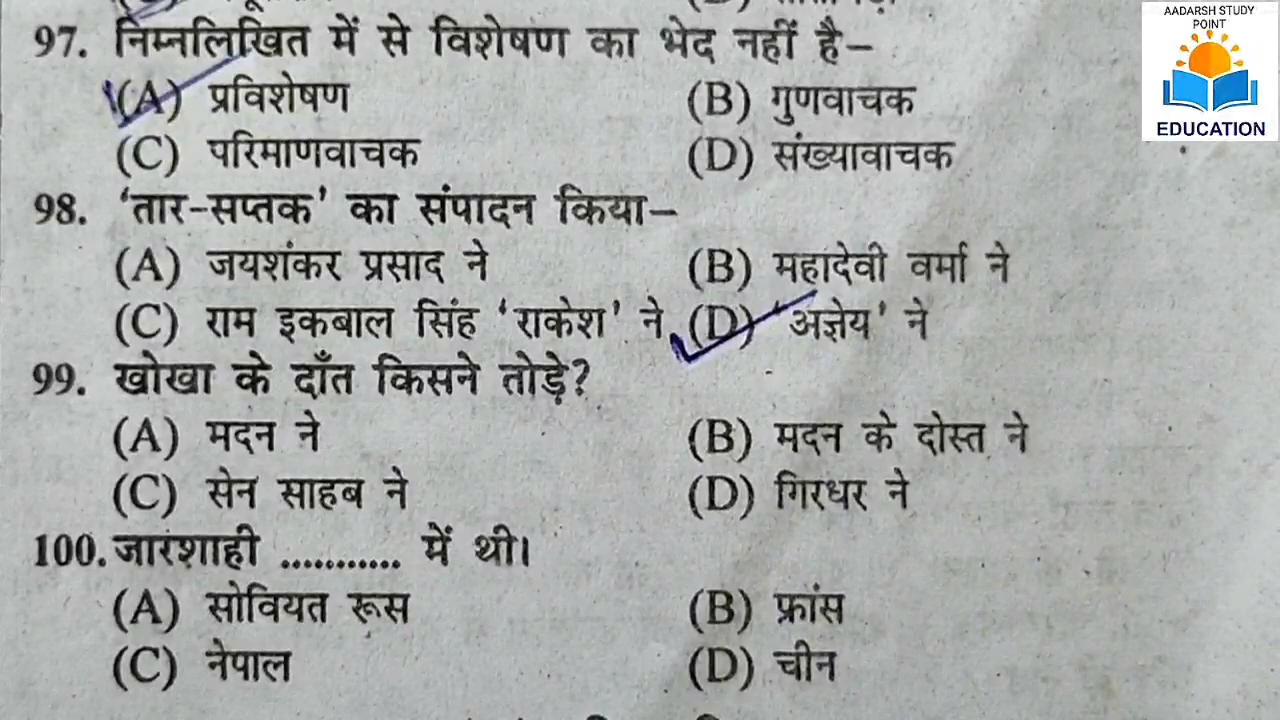 AADARSH STUDY
POINT
EDUCATION
97. निम्नलिखित में से विशेषण का भेद नहीं है–
(A) प्रविशेषण (B) गुणवाचक
(C) परिमाणवाचक (D) संख्यावाचक
98. ‘तार-सप्तक’ का संपादन किया–
(A) जयशंकर प्रसाद ने (B) महादेवी वर्मा ने
(C) राम इकबाल सिंह ‘राकेश’ ने (D) ‘अज्ञेय’ ने
99. खोखा के दाँत किसने तोड़े?
(A) मदन ने (B) मदन के दोस्त ने
(C) सेन साहब ने (D) गिरधर ने
100. जारशाही ........... में थी।
(A) सोवियत रूस (B) फ्रांस
(C) नेपाल (D) चीन